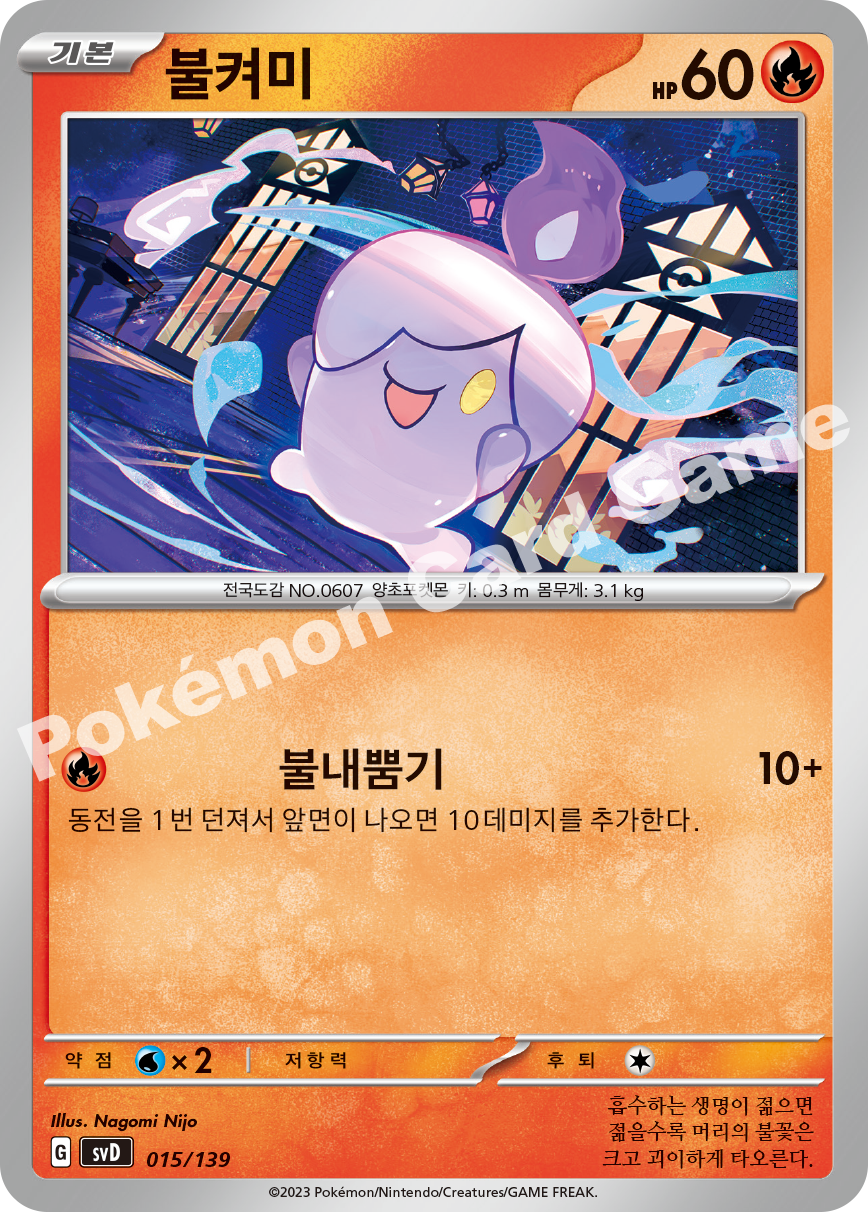 기본 불켜미 HP 60
전국도감 NO.0607 양초포켓몬 키: 0.3 m 몸무게: 3.1 kg
Pokémon Card Game
불내뿜기 10+
동전을 1번 던져서 앞면이 나오면 10데미지를 추가한다.
약점 ×2 저항력 후퇴
Illus. Nagomi Nijo
G svD 015/139
흡수하는 생명이 젊으면
젊을수록 머리의 불꽃은
크고 괴이하게 타오른다.
©2023 Pokémon/Nintendo/Creatures/GAME FREAK.